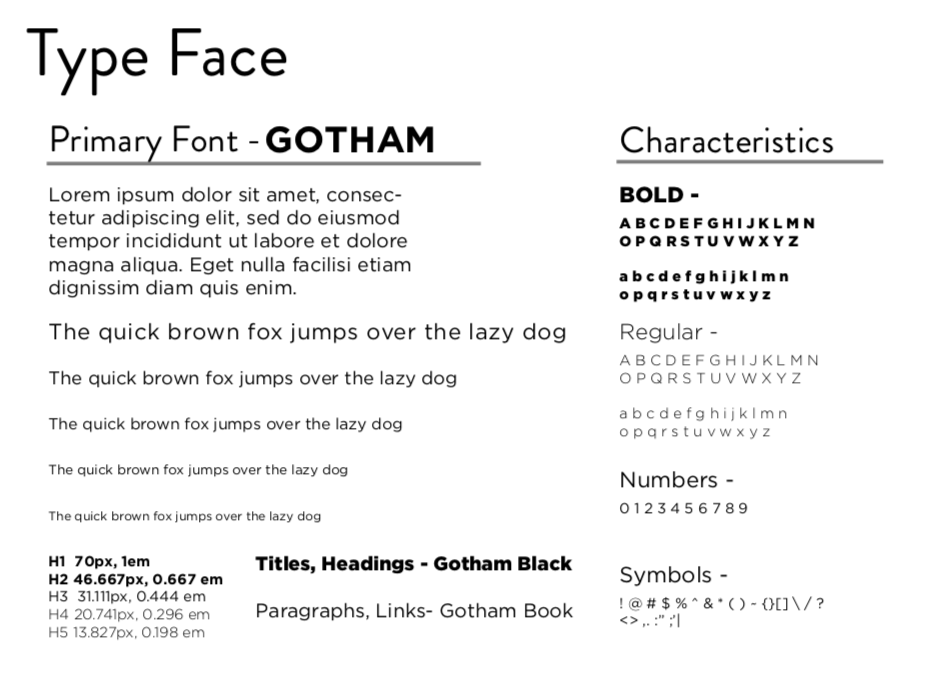 Type Face
Primary Font - GOTHAM
Lorem ipsum dolor sit amet, consec-
tetur adipiscing elit, sed do eiusmod
tempor incididunt ut labore et dolore
magna aliqua. Eget nulla facilisi etiam
dignissim diam quis enim.
The quick brown fox jumps over the lazy dog
The quick brown fox jumps over the lazy dog
The quick brown fox jumps over the lazy dog
The quick brown fox jumps over the lazy dog
The quick brown fox jumps over the lazy dog
H1 70px, 1em
H2 46.667px, 0.667 em
H3 31.111px, 0.444 em
H4 20.741px, 0.296 em
H5 13.827px, 0.198 em
Titles, Headings - Gotham Black
Paragraphs, Links- Gotham Book
Characteristics
BOLD -
A B C D E F G H I J K L M N
O P Q R S T U V W X Y Z
a b c d e f g h i j k l m n
o p q r s t u v w x y z
Regular -
A B C D E F G H I J K L M N
O P Q R S T U V W X Y Z
a b c d e f g h i j k l m n
o p q r s t u v w x y z
Numbers -
0 1 2 3 4 5 6 7 8 9
Symbols -
! @ # $ % ^ & * ( ) ~ {}[] \ / ?
< > ,. :" ;'|